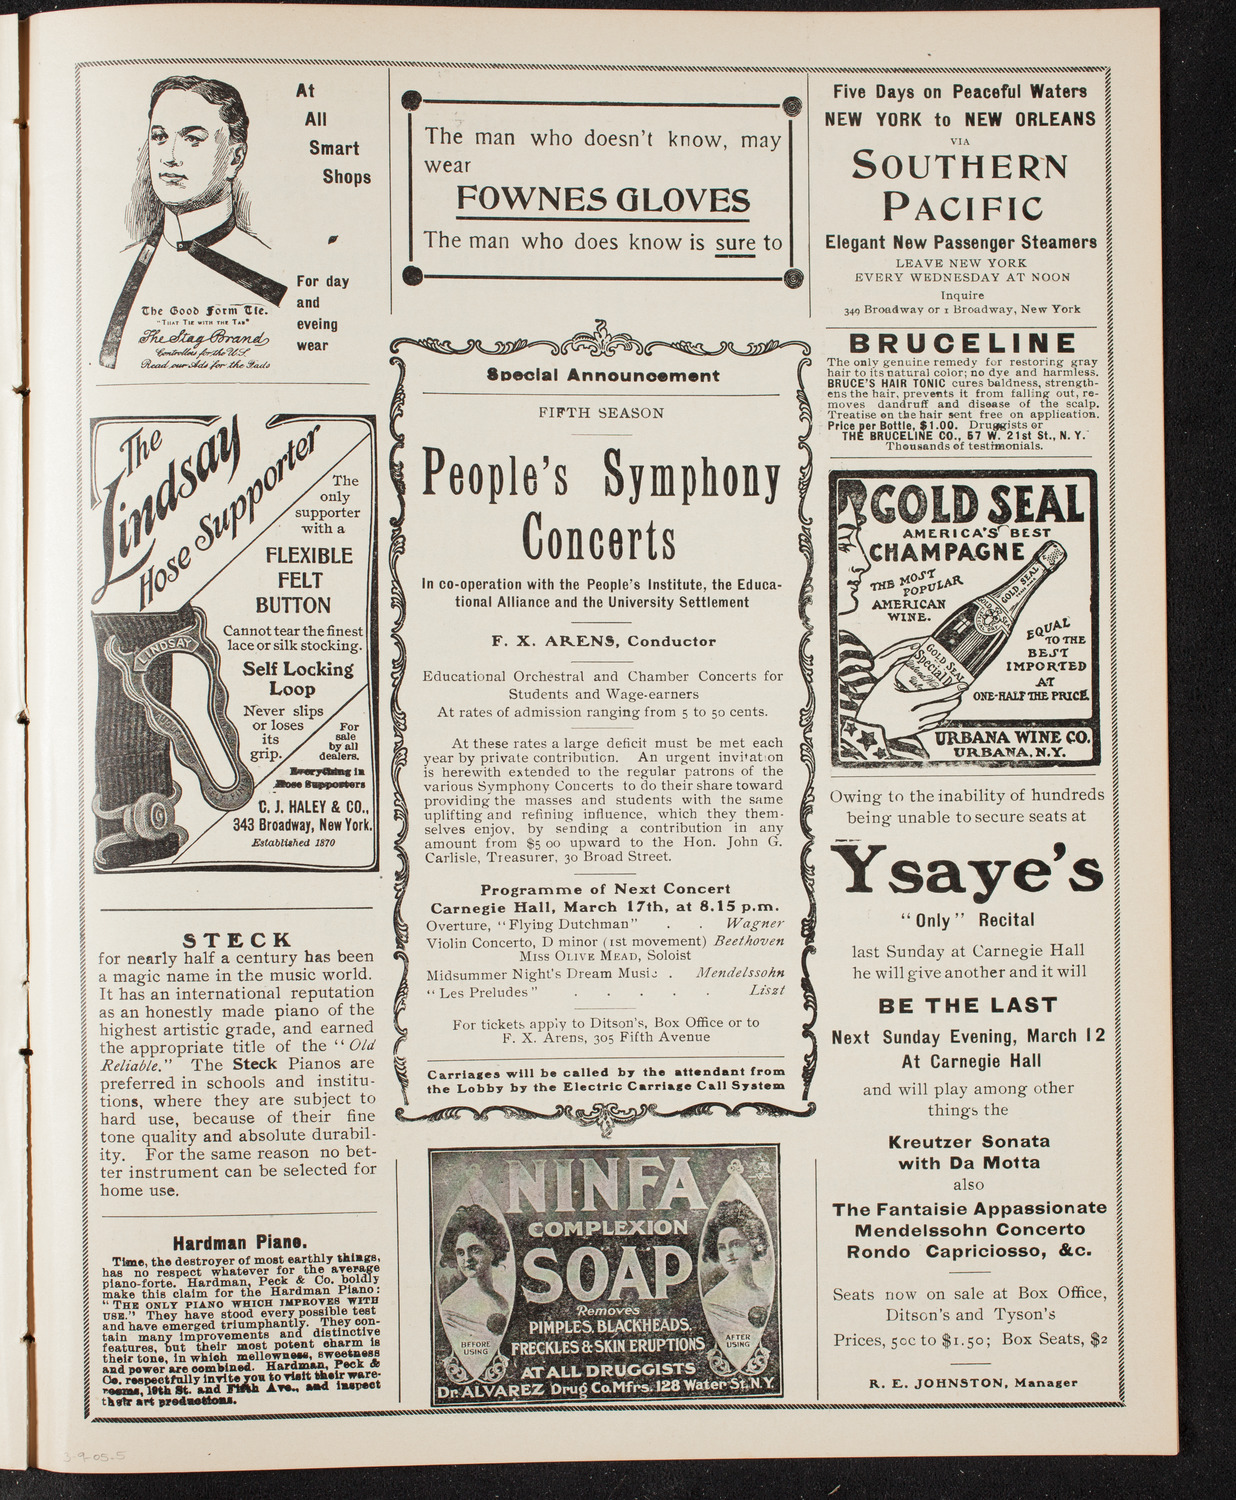 At
All
Smart
Shops
For day
and
eveing
wear
The Good Form Tie.
"THAT TIE WITH THE TAB"
The Stag Brand
Controllers for the U.S.
Read our Ads for the Fads
The
Lindsay
Hose Supporter
The
only
supporter
with a
FLEXIBLE
FELT
BUTTON
Cannot tear the finest
lace or silk stocking.
Self Locking
Loop
Never slips
or loses
its
grip.
For
sale
by all
dealers.
Everything in
Hose Supporters
C. J. HALEY & CO.,
343 Broadway, New York.
Established 1870
LINDSAY
STECK
for nearly half a century has been
a magic name in the music world.
It has an international reputation
as an honestly made piano of the
highest artistic grade, and earned
the appropriate title of the "Old
Reliable." The Steck Pianos are
preferred in schools and institu-
tions, where they are subject to
hard use, because of their fine
tone quality and absolute durabil-
ity. For the same reason no bet-
ter instrument can be selected for
home use.
Hardman Piano.
Time, the destroyer of most earthly things,
has no respect whatever for the average
piano-forte. Hardman, Peck & Co. boldly
make this claim for the Hardman Piano:
"THE ONLY PIANO WHICH IMPROVES WITH
USE." They have stood every possible test
and have emerged triumphantly. They con-
tain many improvements and distinctive
features, but their most potent charm is
their tone, in which mellowness, sweetness
and power are combined. Hardman, Peck &
Co. respectfully invite you to visit their ware-
rooms, 19th St. and Fifth Ave., and inspect
their art productions.
The man who doesn't know, may
wear
FOWNES GLOVES
The man who does know is sure to
Special Announcement
FIFTH SEASON
People's Symphony
Concerts
In co-operation with the People's Institute, the Educa-
tional Alliance and the University Settlement
F. X. ARENS, Conductor
Educational Orchestral and Chamber Concerts for
Students and Wage-earners
At rates of admission ranging from 5 to 50 cents.
At these rates a large deficit must be met each
year by private contribution. An urgent invitation
is herewith extended to the regular patrons of the
various Symphony Concerts to do their share toward
providing the masses and students with the same
uplifting and refining influence, which they them-
selves enjoy, by sending a contribution in any
amount from $5 00 upward to the Hon. John G.
Carlisle, Treasurer, 30 Broad Street.
Programme of Next Concert
Carnegie Hall, March 17th, at 8.15 p.m.
Overture, "Flying Dutchman" . . Wagner
Violin Concerto, D minor (1st movement) Beethoven
MISS OLIVE MEAD, Soloist
Midsummer Night's Dream Music . Mendelssohn
"Les Preludes" . . . . . Liszt
For tickets apply to Ditson's, Box Office or to
F. X. Arens, 305 Fifth Avenue
Carriages will be called by the attendant from
the Lobby by the Electric Carriage Call System
NINFA
COMPLEXION
SOAP
Removes
PIMPLES, BLACKHEADS,
FRECKLES & SKIN ERUPTIONS
BEFORE
USING
AFTER
USING
AT ALL DRUGGISTS
Dr. ALVAREZ Drug Co. Mfrs. 128 Water St. N.Y.
Five Days on Peaceful Waters
NEW YORK to NEW ORLEANS
VIA
SOUTHERN
PACIFIC
Elegant New Passenger Steamers
LEAVE NEW YORK
EVERY WEDNESDAY AT NOON
Inquire
349 Broadway or 1 Broadway, New York
BRUCELINE
The only genuine remedy for restoring gray
hair to its natural color; no dye and harmless.
BRUCE'S HAIR TONIC cures baldness, strength-
ens the hair, prevents it from falling out, re-
moves dandruff and disease of the scalp.
Treatise on the hair sent free on application.
Price per Bottle, $1.00. Druggists or
THE BRUCELINE CO., 57 W. 21st St., N. Y.
Thousands of testimonials.
GOLD SEAL
AMERICA'S BEST
CHAMPAGNE
THE MOST
POPULAR
AMERICAN
WINE.
EQUAL
TO THE
BEST
IMPORTED
AT
ONE-HALF THE PRICE.
GOLD SEAL
GOLD SEAL
Special
URBANA WINE CO.
URBANA, N.Y.
Owing to the inability of hundreds
being unable to secure seats at
Ysaye's
"Only" Recital
last Sunday at Carnegie Hall
he will give another and it will
BE THE LAST
Next Sunday Evening, March 12
At Carnegie Hall
and will play among other
things the
Kreutzer Sonata
with Da Motta
also
The Fantaisie Appassionate
Mendelssohn Concerto
Rondo Capriciosso, &c.
Seats now on sale at Box Office,
Ditson's and Tyson's
Prices, 50c to $1.50; Box Seats, $2
R. E. JOHNSTON, Manager
3-9-05-5